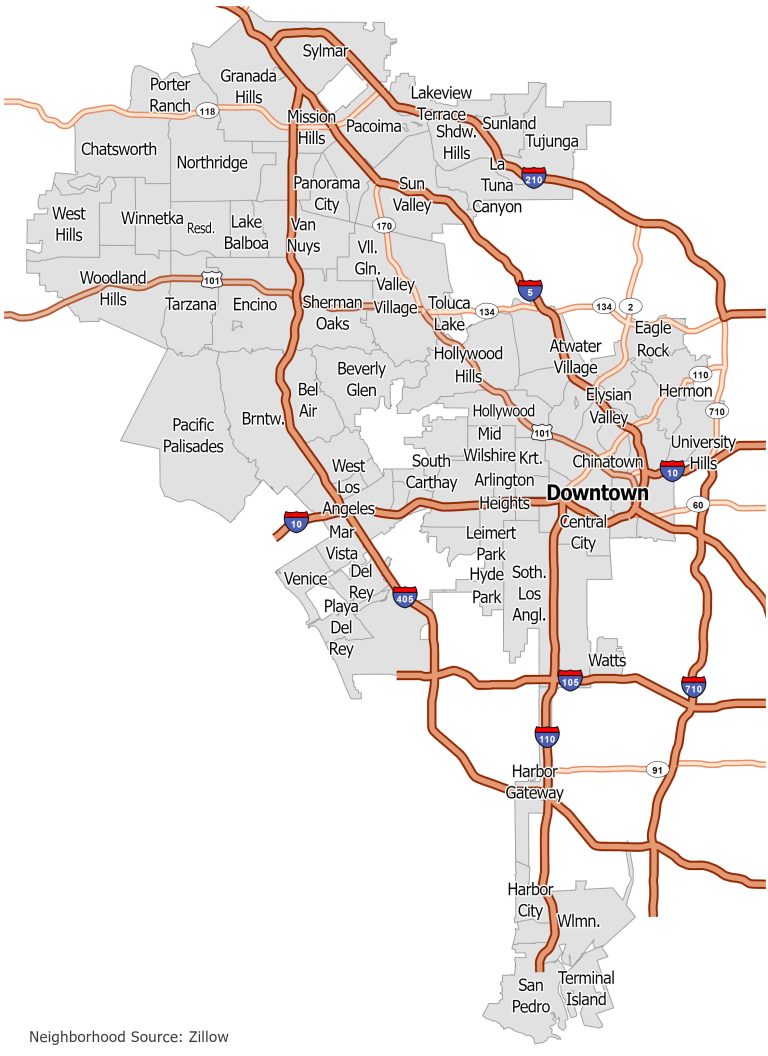 Sylmar
Granada
Hills
Porter
Ranch
118
Lakeview
Terrace
Mission
Hills
Pacoima
Shdw.
Hills
Sunland
Tujunga
Chatsworth
Northridge
La
Tuna
Canyon
210
Panorama
City
Sun
Valley
West
Hills
Winnetka
Resd.
Lake
Balboa
Van
Nuys
170
Vll.
Gln.
Woodland
Hills
101
Tarzana
Encino
Sherman
Oaks
Valley
Village
Toluca
Lake
134
5
134
2
Eagle
Rock
Atwater
Village
Hollywood
Hills
Beverly
Glen
Bel
Air
110
Hermon
Elysian
Valley
710
Pacific
Palisades
Brntw.
Hollywood
101
Mid
Wilshire
Krt.
University
Hills
Chinatown
10
West
Los
Angeles
South
Carthay
Arlington
Heights
Downtown
60
10
Central
City
Mar
Vista
Leimert
Park
Hyde
Park
Soth.
Los
Angl.
Venice
Del
Rey
405
Playa
Del
Rey
Watts
105
710
110
Harbor
Gateway
91
Harbor
City
Wlmn.
San
Pedro
Terminal
Island
Neighborhood Source: Zillow